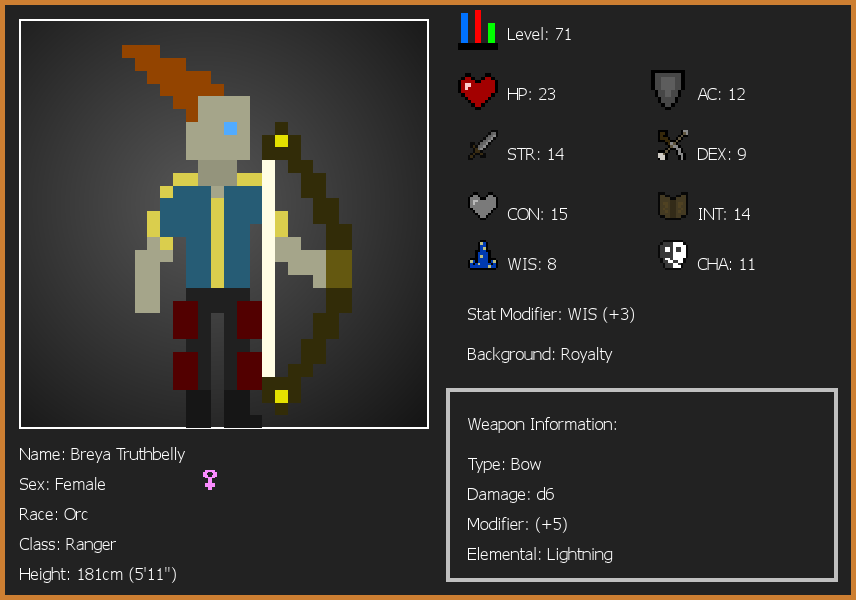 Level: 71
HP: 23
AC: 12
STR: 14
DEX: 9
CON: 15
INT: 14
WIS: 8
CHA: 11
Stat Modifier: WIS (+3)
Background: Royalty
Weapon Information:
Type: Bow
Damage: d6
Modifier: (+5)
Elemental: Lightning
Name: Breya Truthbelly
Sex: Female
Race: Orc
Class: Ranger
Height: 181cm (5'11")